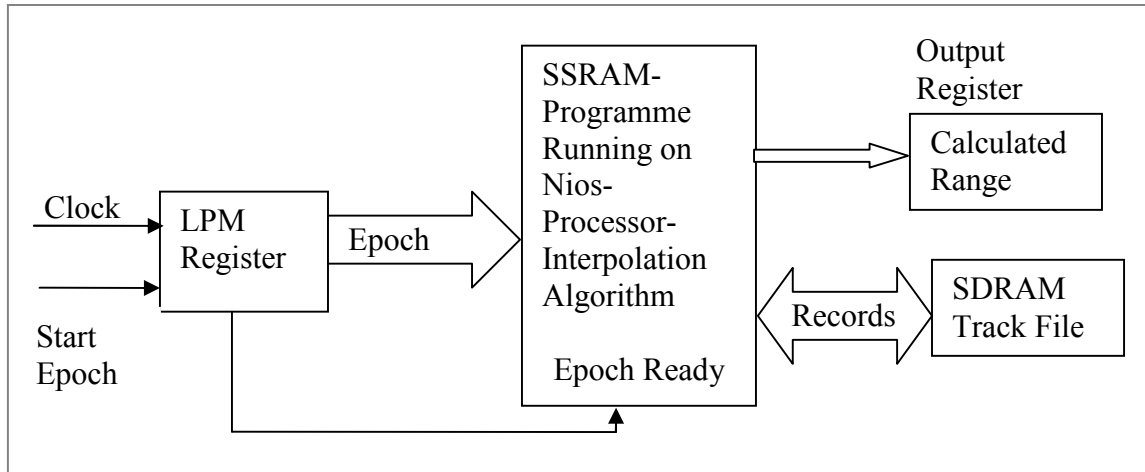 Clock
Start
Epoch
LPM
Register
Epoch
SSRAM-
Programme
Running on
Nios-
Processor-
Interpolation
Algorithm
Epoch Ready
Output
Register
Calculated
Range
Records
SDRAM
Track File